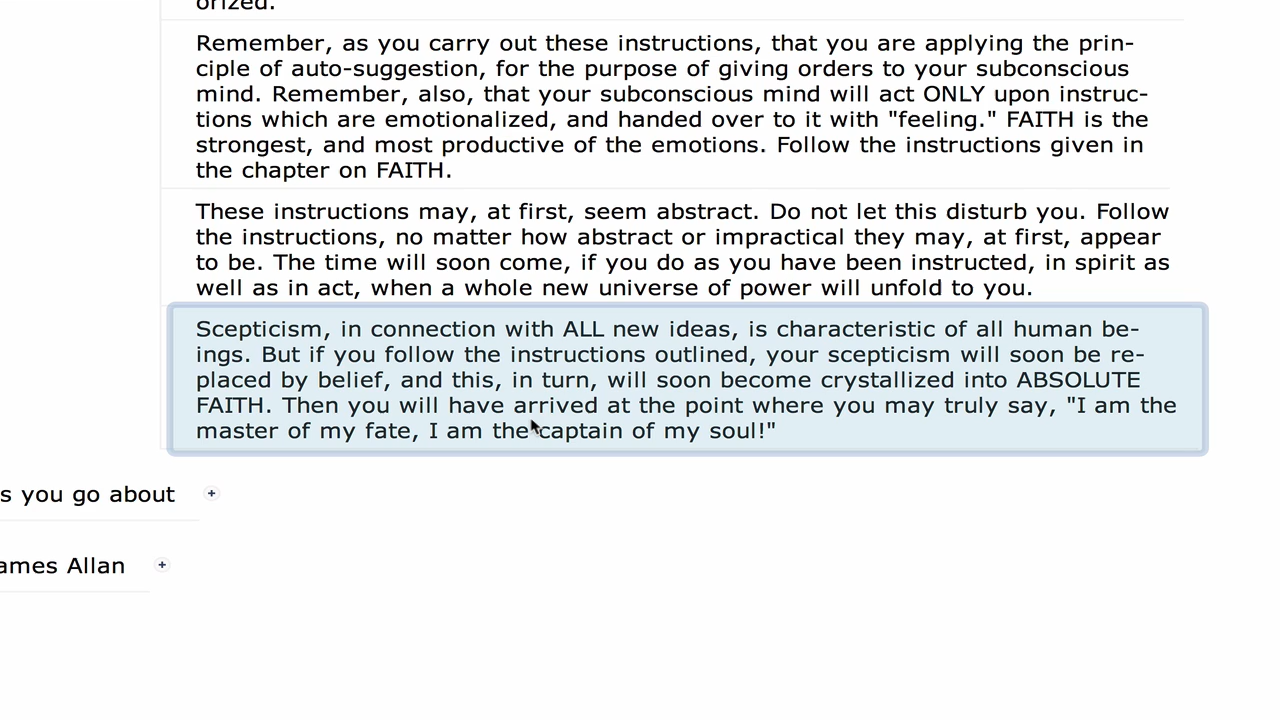 orized.
Remember, as you carry out these instructions, that you are applying the prin-
ciple of auto-suggestion, for the purpose of giving orders to your subconscious
mind. Remember, also, that your subconscious mind will act ONLY upon instruc-
tions which are emotionalized, and handed over to it with "feeling." FAITH is the
strongest, and most productive of the emotions. Follow the instructions given in
the chapter on FAITH.
These instructions may, at first, seem abstract. Do not let this disturb you. Follow
the instructions, no matter how abstract or impractical they may, at first, appear
to be. The time will soon come, if you do as you have been instructed, in spirit as
well as in act, when a whole new universe of power will unfold to you.
Scepticism, in connection with ALL new ideas, is characteristic of all human be-
ings. But if you follow the instructions outlined, your scepticism will soon be re-
placed by belief, and this, in turn, will soon become crystallized into ABSOLUTE
FAITH. Then you will have arrived at the point where you may truly say, "I am the
master of my fate, I am the captain of my soul!"
s you go about
ames Allan